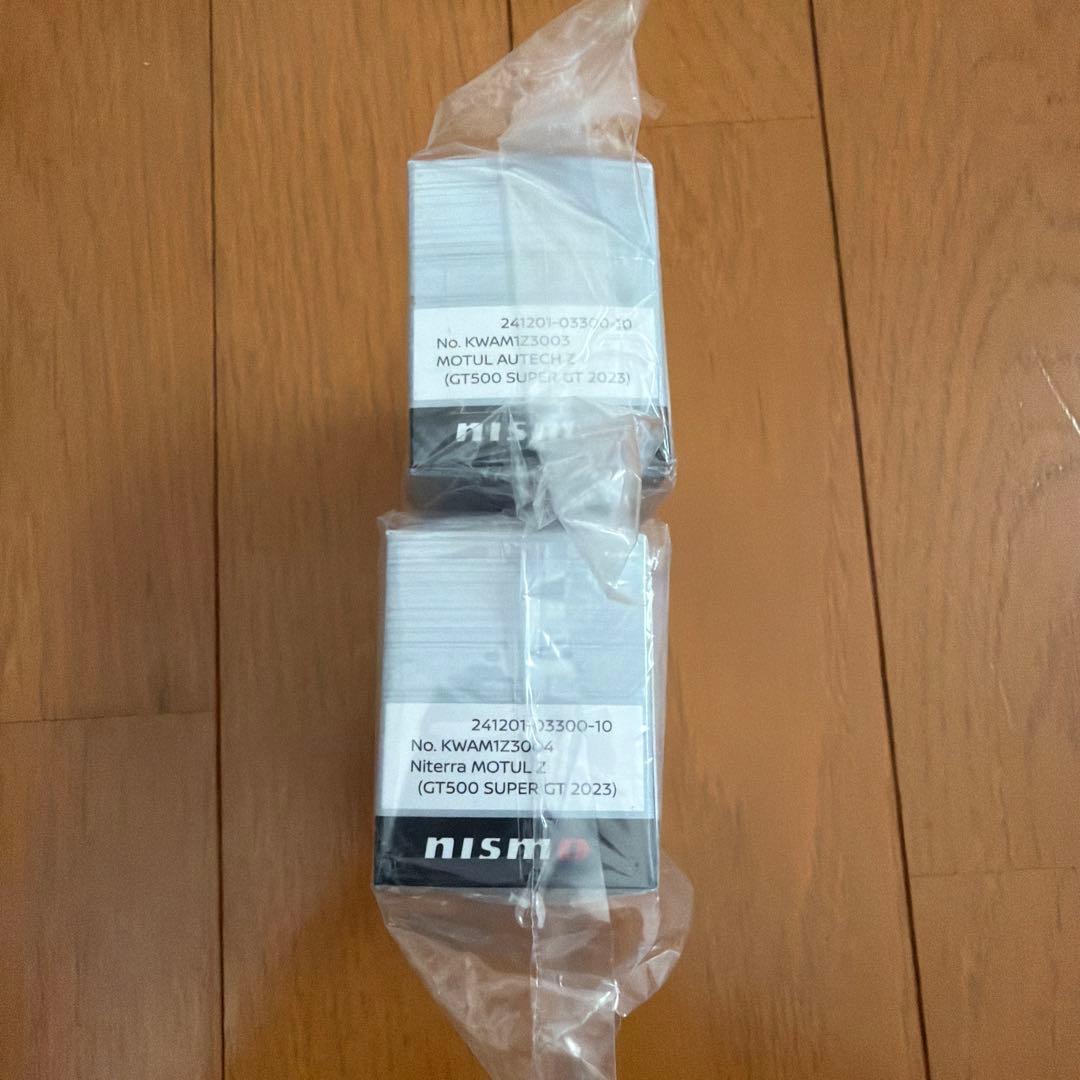 241201-03300-10
No. KWAM1Z3003
MOTUL AUTECH Z
(GT500 SUPER GT 2023)
nism
241201-03300-10
No. KWAM1Z3004
Niterra MOTUL Z
(GT500 SUPER GT 2023)
nismo